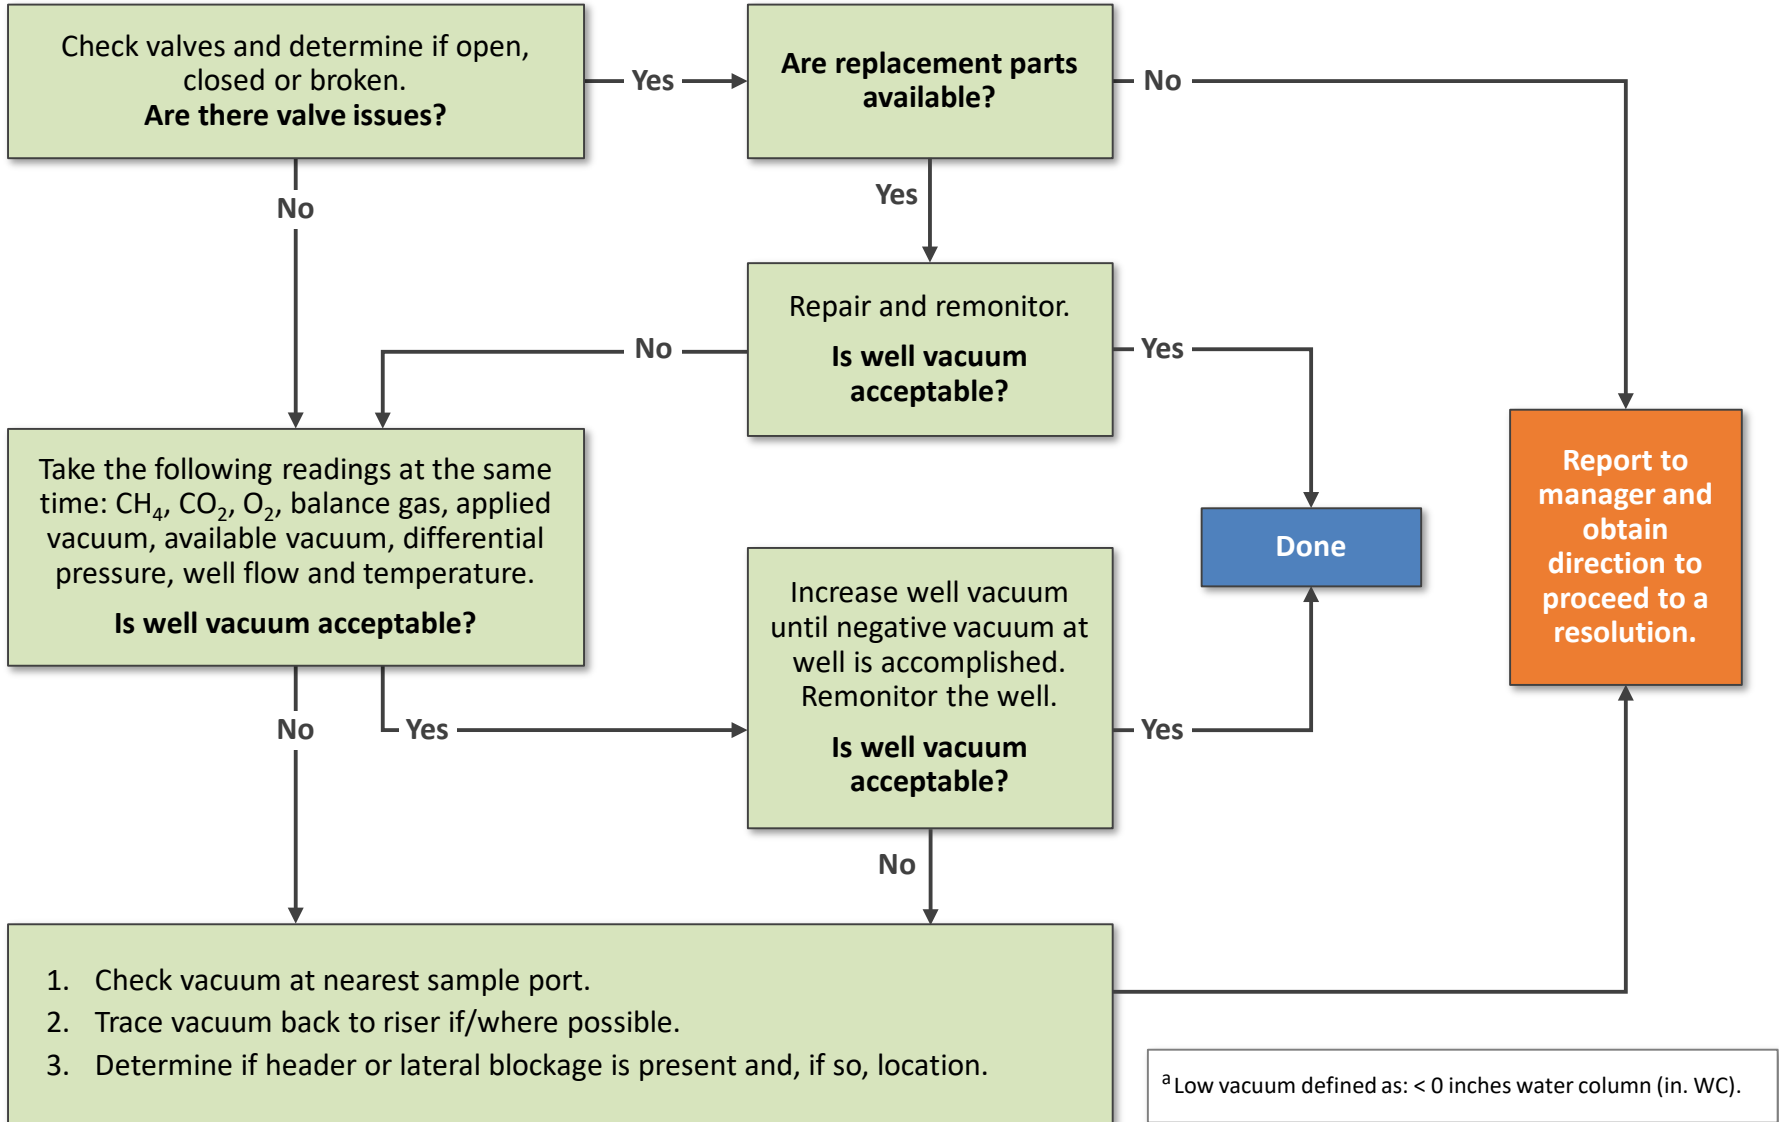 Check valves and determine if open,
closed or broken.
Are there valve issues?
Yes
Are replacement parts
available?
No
No
Yes
Repair and remonitor.
Is well vacuum
acceptable?
No
Yes
Take the following readings at the same
time: CH₄, CO₂, O₂, balance gas, applied
vacuum, available vacuum, differential
pressure, well flow and temperature.
Is well vacuum acceptable?
Done
Report to
manager and
obtain
direction to
proceed to a
resolution.
Increase well vacuum
until negative vacuum at
well is accomplished.
Remonitor the well.
Is well vacuum
acceptable?
No
Yes
Yes
No
1. Check vacuum at nearest sample port.
2. Trace vacuum back to riser if/where possible.
3. Determine if header or lateral blockage is present and, if so, location.
ᵃ Low vacuum defined as: < 0 inches water column (in. WC).